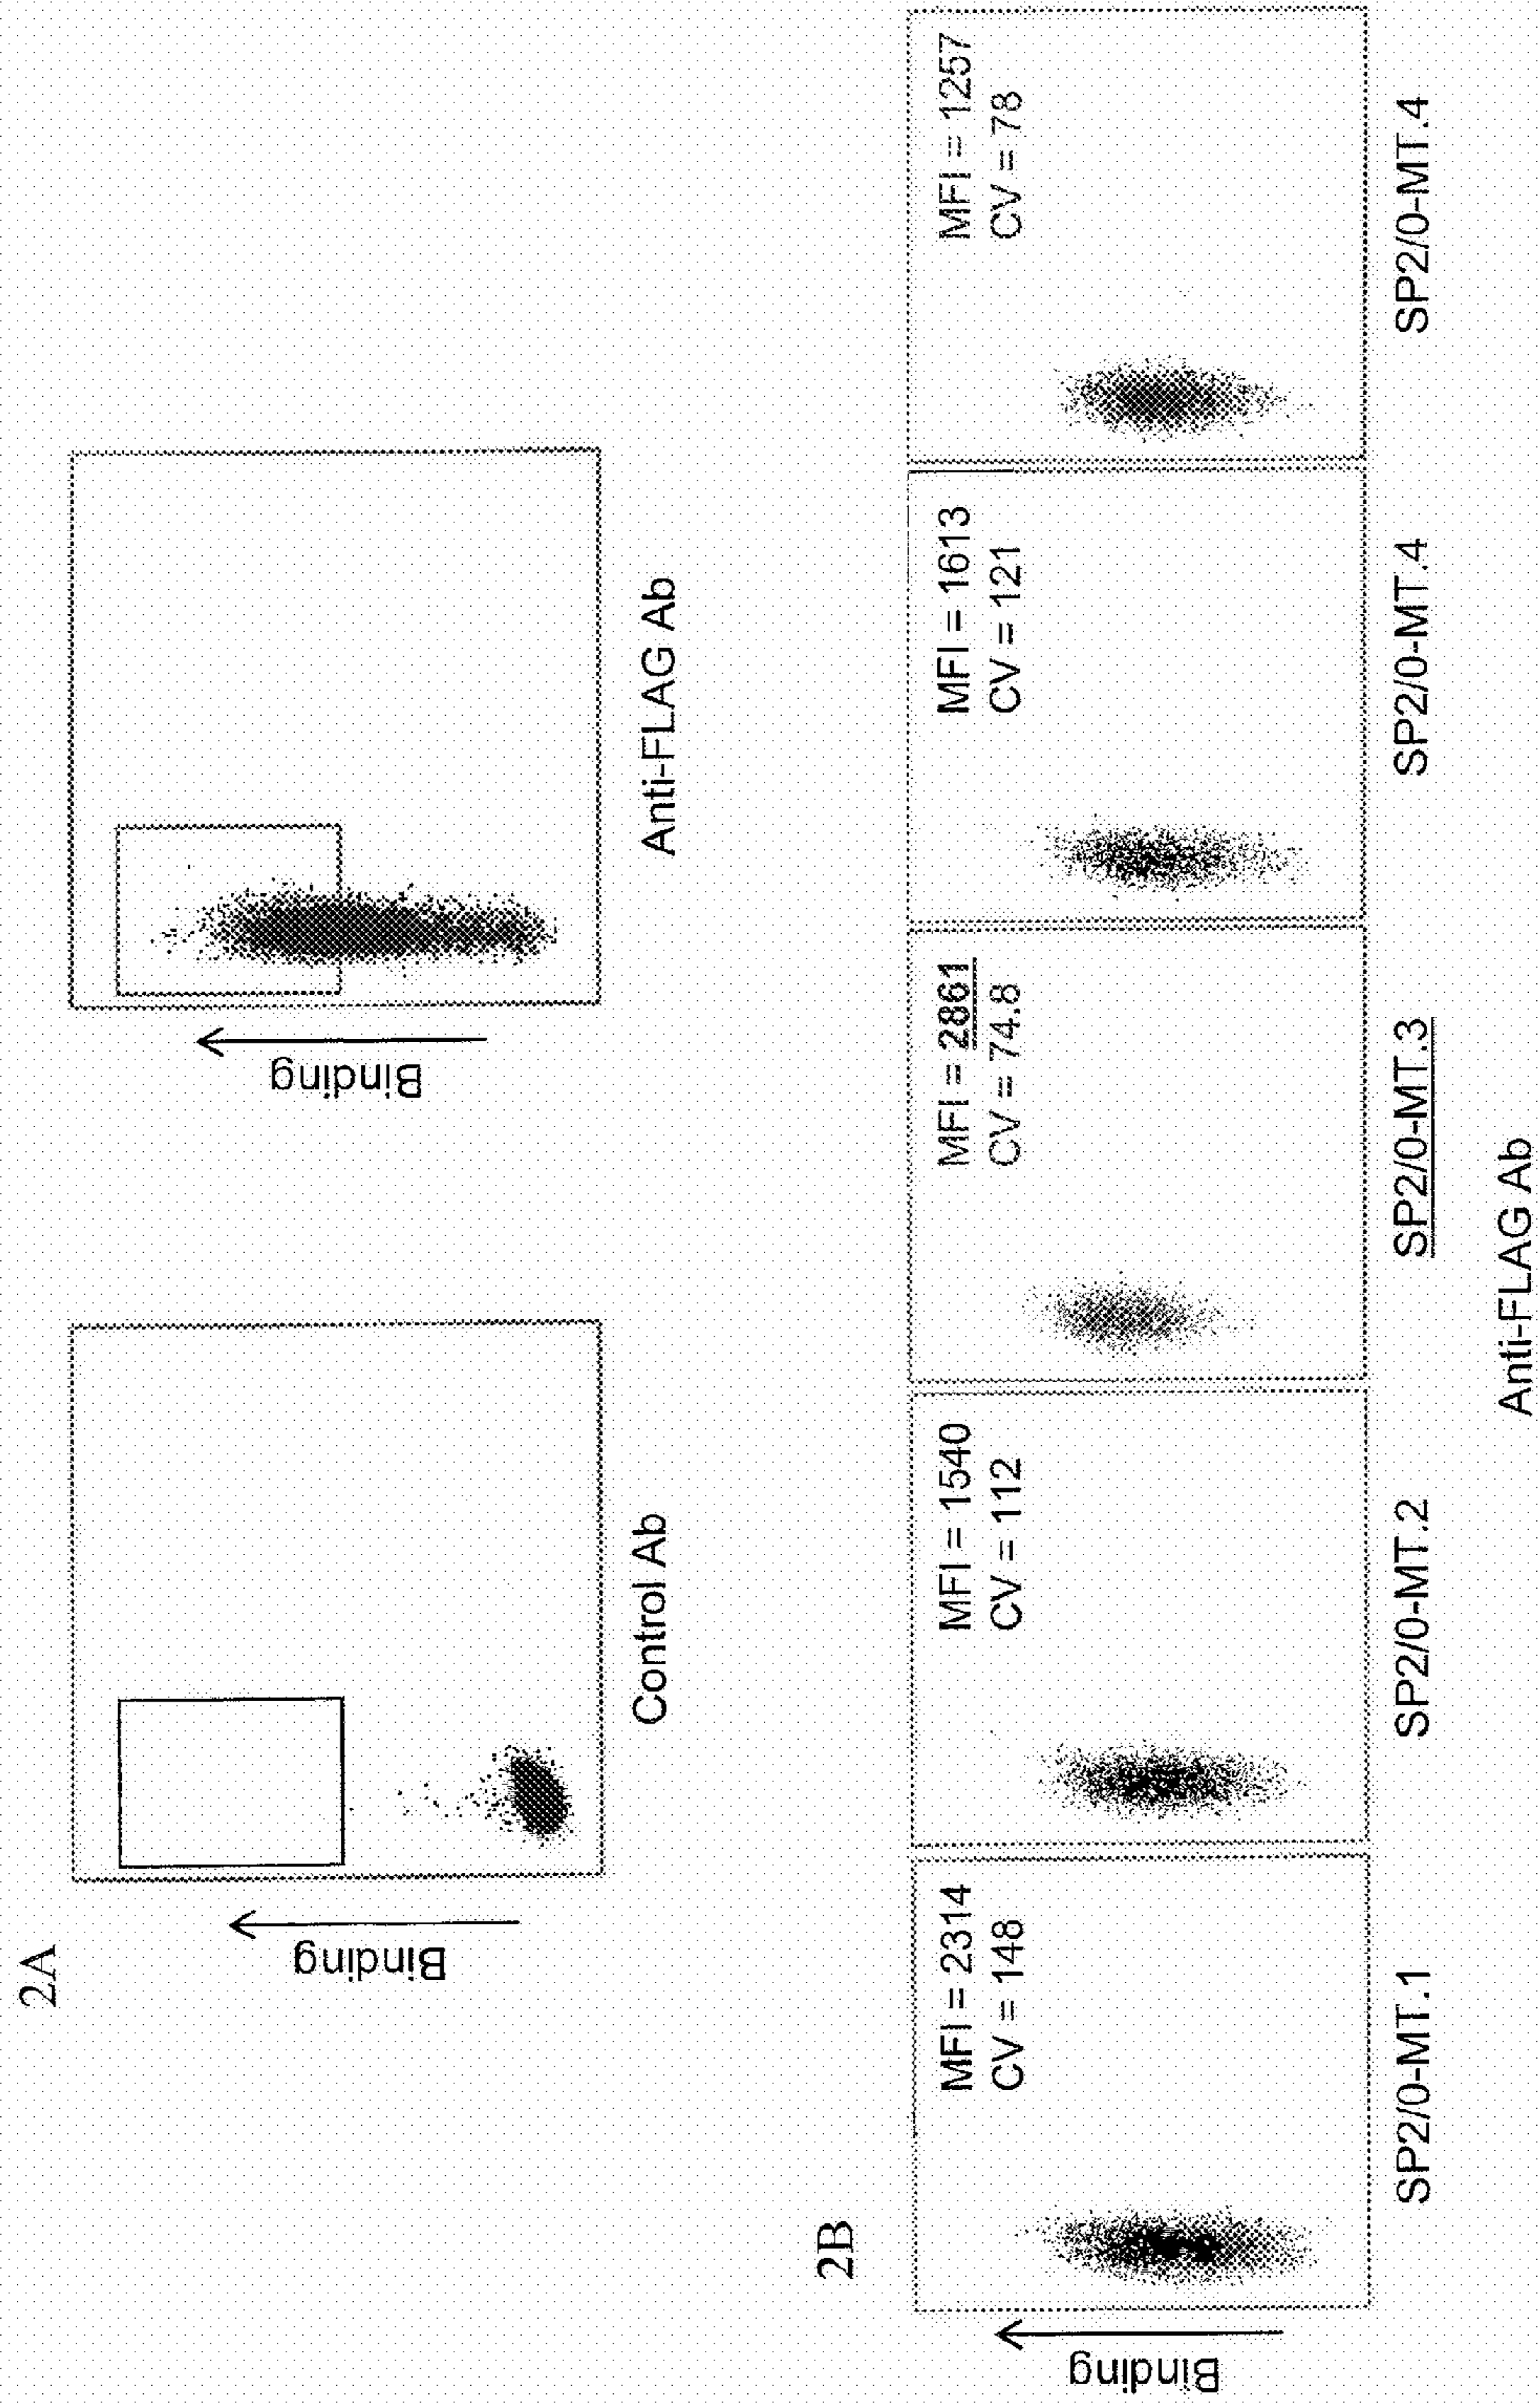 2A
Binding
Control Ab
Binding
Anti-FLAG Ab
2B
Binding
MFI = 2314
CV = 148
SP2/0-MT.1
MFI = 1540
CV = 112
SP2/0-MT.2
MFI = 2861
CV = 74.8
SP2/0-MT.3
MFI = 1613
CV = 121
SP2/0-MT.4
MFI = 1257
CV = 78
SP2/0-MT.4
Anti-FLAG Ab